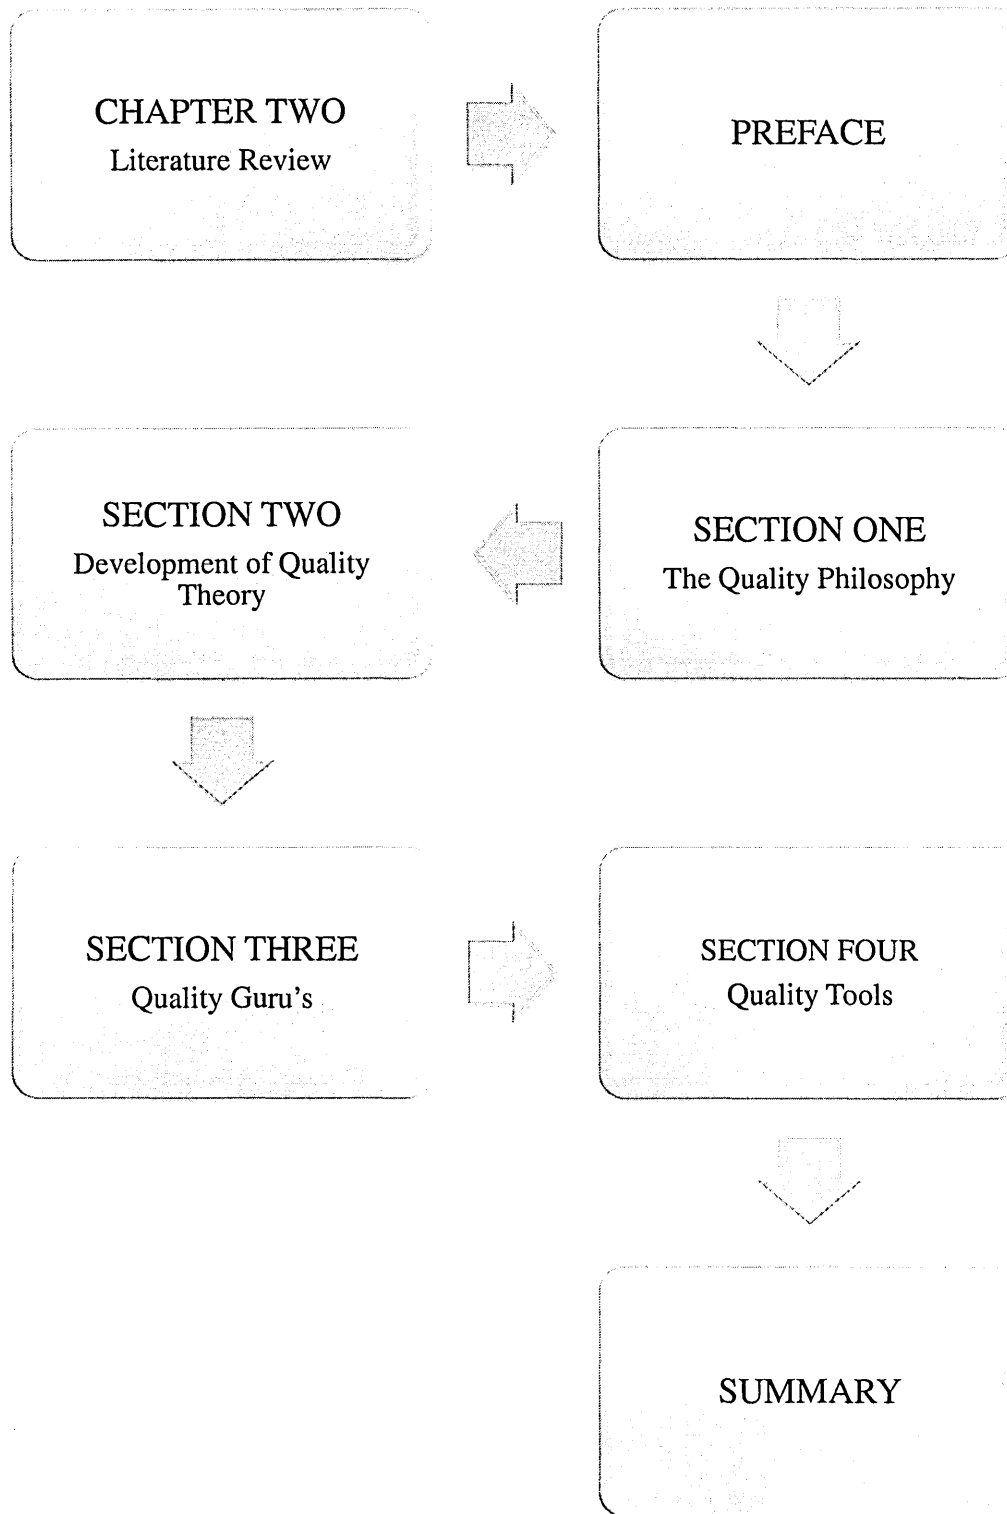 CHAPTER TWO
Literature Review
PREFACE
SECTION ONE
The Quality Philosophy
SECTION TWO
Development of Quality
Theory
SECTION THREE
Quality Guru's
SECTION FOUR
Quality Tools
SUMMARY